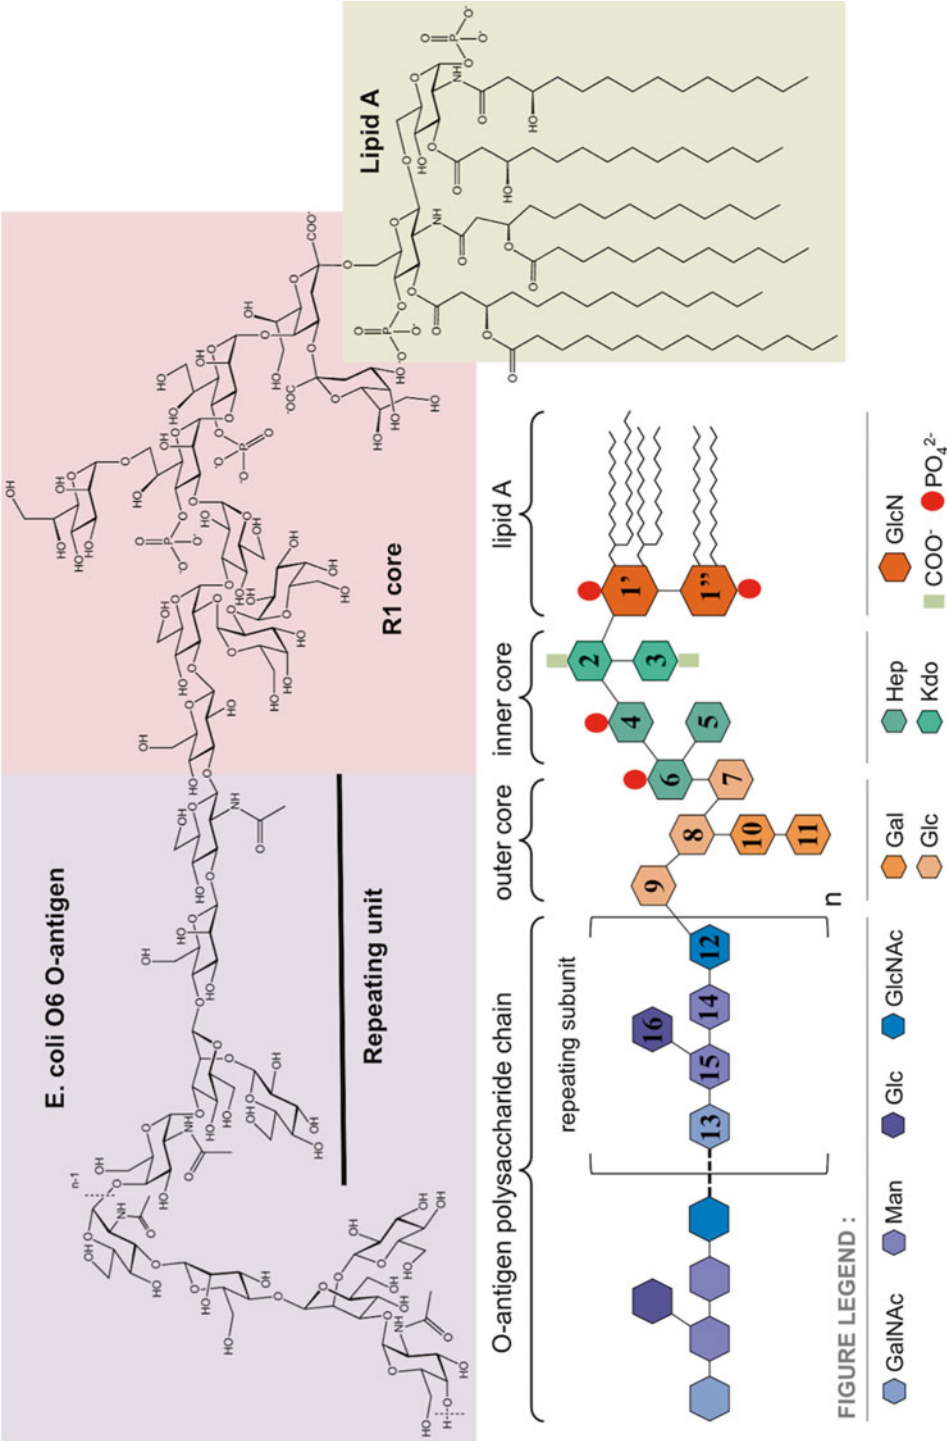 E. coli O6 O-antigen
R1 core
Lipid A
Repeating unit
n-1
O-antigen polysaccharide chain
outer core
inner core
lipid A
repeating subunit
n
16
13
15
14
12
9
8
10
11
7
6
5
4
2
3
1'
1’’
FIGURE LEGEND :
GalNAc
Man
Glc
GlcNAc
Gal
Hep
GlcN
Glc
Kdo
COO⁻
PO₄²⁻